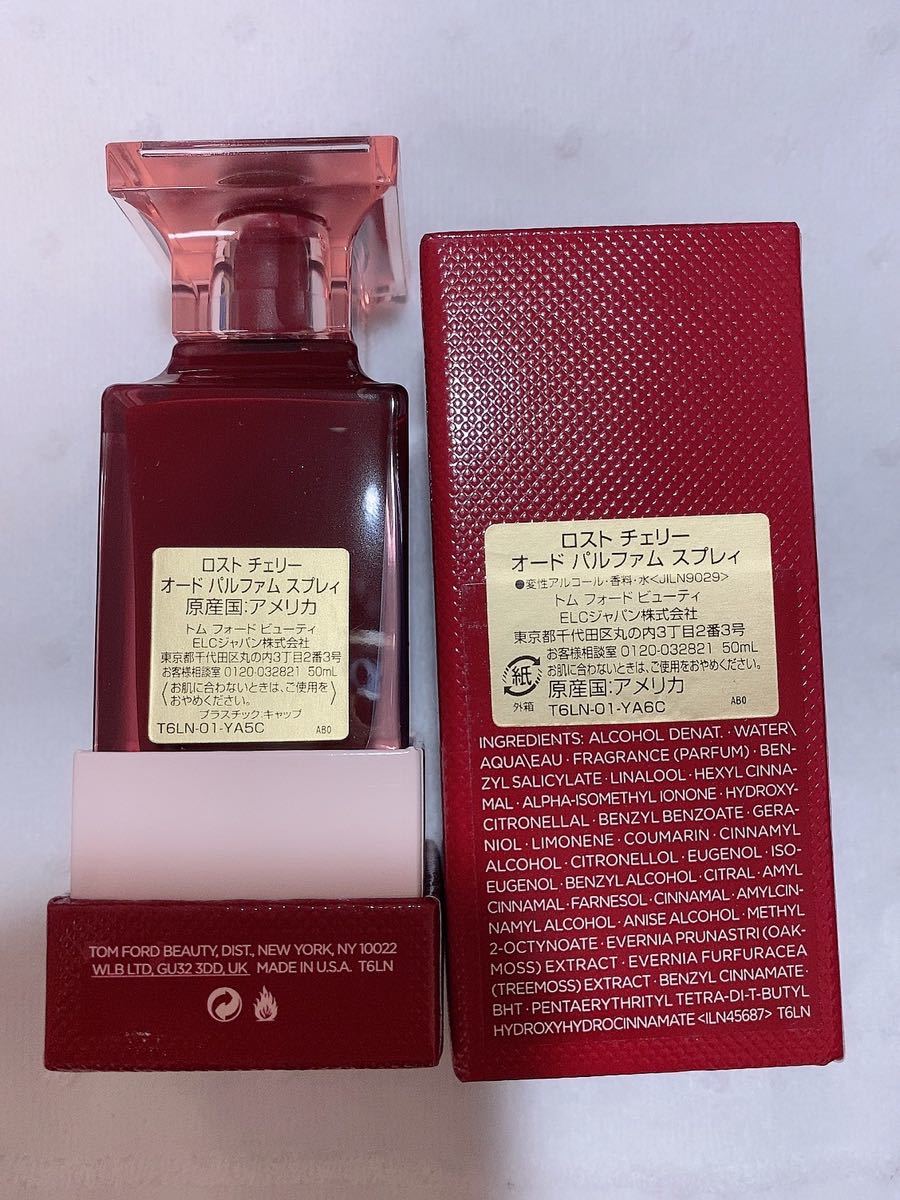 ロスト チェリー
オード パルファム スプレィ
原産国:アメリカ
トム フォード ビューティ
ELCジャパン株式会社
東京都千代田区丸の内3丁目2番3号
お客様相談室 0120-032821 50mL
お肌に合わないときは、ご使用を
おやめください。
プラスチック:キャップ
T6LN-01-YA5C AB0
TOM FORD BEAUTY, DIST., NEW YORK, NY 10022
WLB LTD, GU32 3DD, UK MADE IN U.S.A. T6LN
ロスト チェリー
オード パルファム スプレィ
●変性アルコール・香料・水<JILN9029>
トム フォード ビューティ
ELCジャパン株式会社
東京都千代田区丸の内3丁目2番3号
お客様相談室 0120-032821 50mL
お肌に合わないときは、ご使用をおやめください。
紙 原産国:アメリカ
外箱 T6LN-01-YA6C AB0
INGREDIENTS: ALCOHOL DENAT. · WATER\
AQUA\EAU · FRAGRANCE (PARFUM) · BEN-
ZYL SALICYLATE · LINALOOL · HEXYL CINNA-
MAL · ALPHA-ISOMETHYL IONONE · HYDROXY-
CITRONELLAL · BENZYL BENZOATE · GERA-
NIOL · LIMONENE · COUMARIN · CINNAMYL
ALCOHOL · CITRONELLOL · EUGENOL · ISO-
EUGENOL · BENZYL ALCOHOL · CITRAL · AMYL
CINNAMAL · FARNESOL · CINNAMAL · AMYLCIN-
NAMYL ALCOHOL · ANISE ALCOHOL · METHYL
2-OCTYNOATE · EVERNIA PRUNASTRI (OAK-
MOSS) EXTRACT · EVERNIA FURFURACEA
(TREEMOSS) EXTRACT · BENZYL CINNAMATE ·
BHT · PENTAERYTHRITYL TETRA-DI-T-BUTYL
HYDROXYHYDROCINNAMATE <ILN45687> T6LN